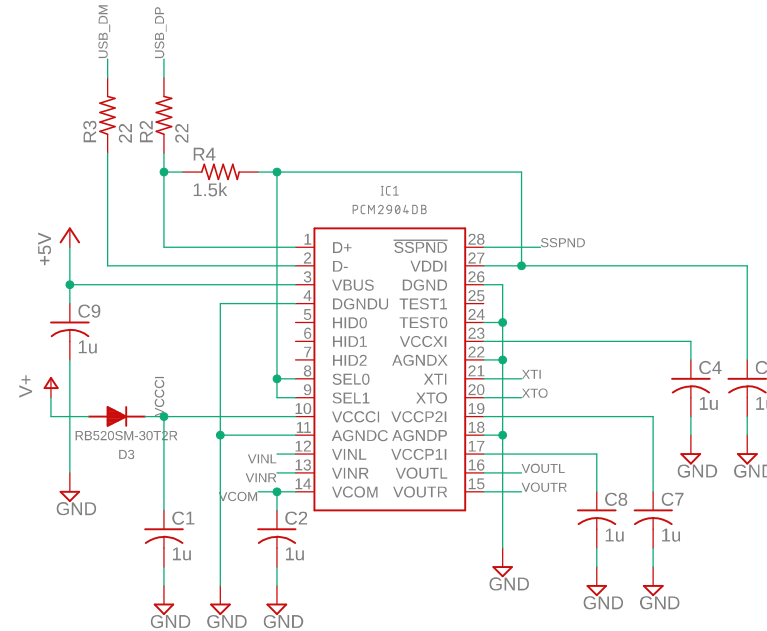 USB_DM
USB_DP
R3
22
R2
22
R4
1.5k
IC1
PCM2904DB
+5V
C9
1u
V+
VCCCI
RB520SM-30T2R
D3
1 D+
2 D-
3 VBUS
4 DGNDU
5 HID0
6 HID1
7 HID2
8 SEL0
9 SEL1
10 VCCCI
11 AGNDC
12 VINL
13 VINR
14 VCOM
SSPND 28
VDDI 27
DGND 26
TEST1 25
TEST0 24
VCCXI 23
AGNDX 22
XTI 21
XTO 20
VCCP2I 19
AGNDP 18
VCCP1I 17
VOUTL 16
VOUTR 15
SSPND
XTI
XTO
VOUTL
VOUTR
VINL
VINR
VCOM
C4
1u
C
1u
GND
GND
GND
C1
1u
C2
1u
C8
1u
C7
1u
GND
GND
GND
GND
GND
GND